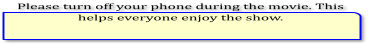 Please turn off your phone during the movie. This
helps everyone enjoy the show.